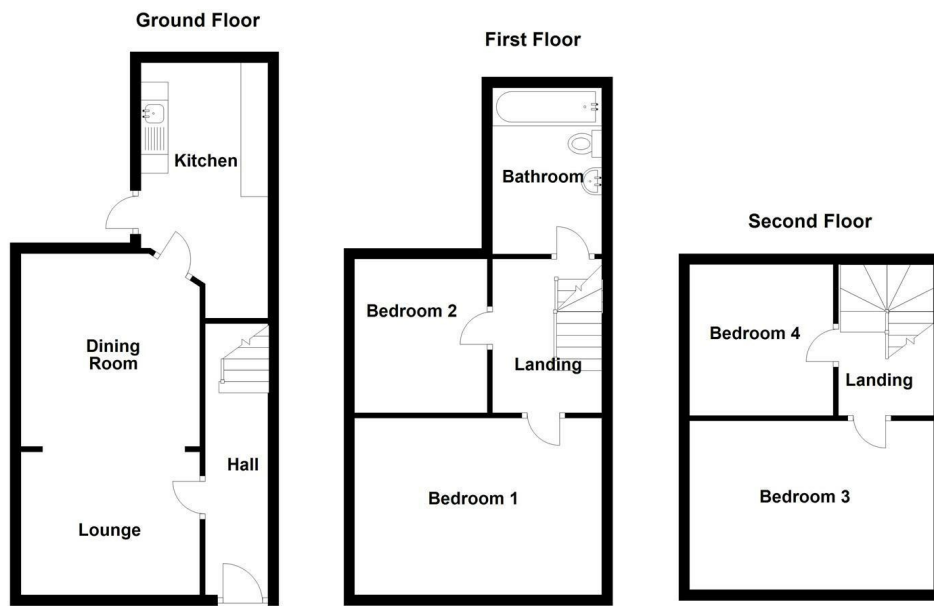 Ground Floor
Kitchen
Dining
Room
Hall
Lounge
First Floor
Bathroom
Bedroom 2
Landing
Bedroom 1
Second Floor
Bedroom 4
Landing
Bedroom 3